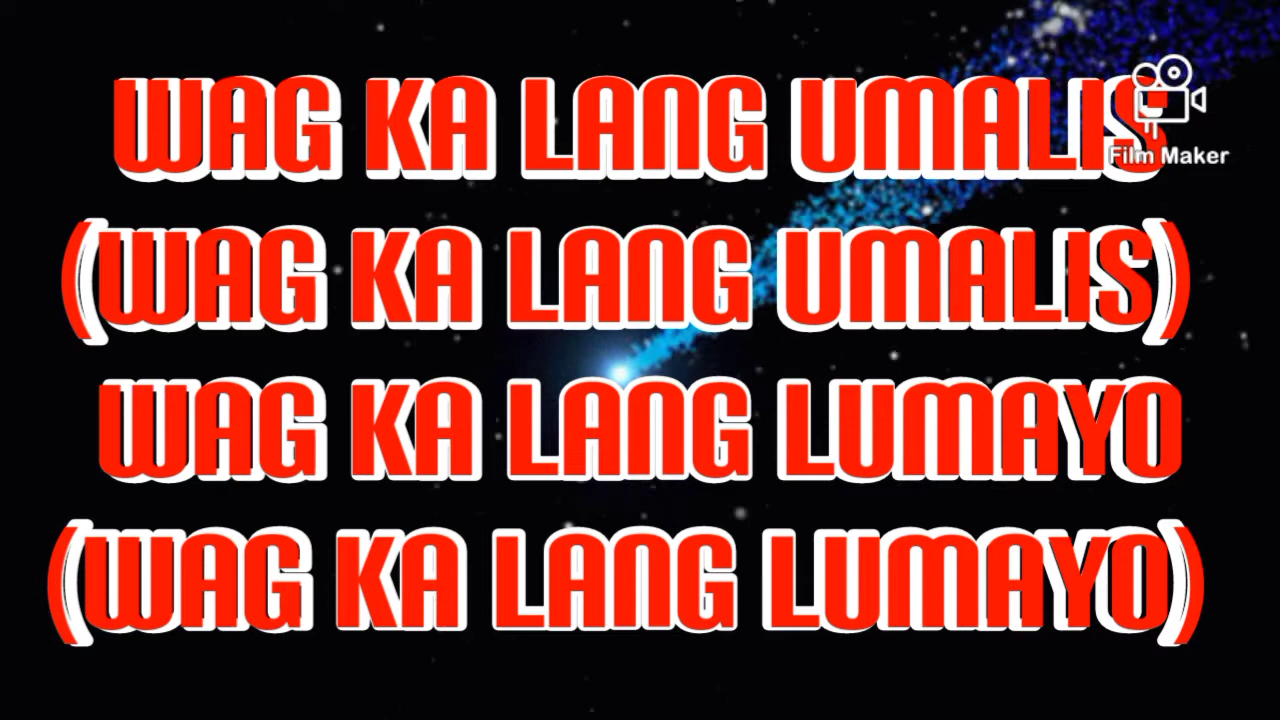 WAG KA LANG UMALIS
Film Maker
(WAG KA LANG UMALIS)
WAG KA LANG LUMAYO
(WAG KA LANG LUMAYO)